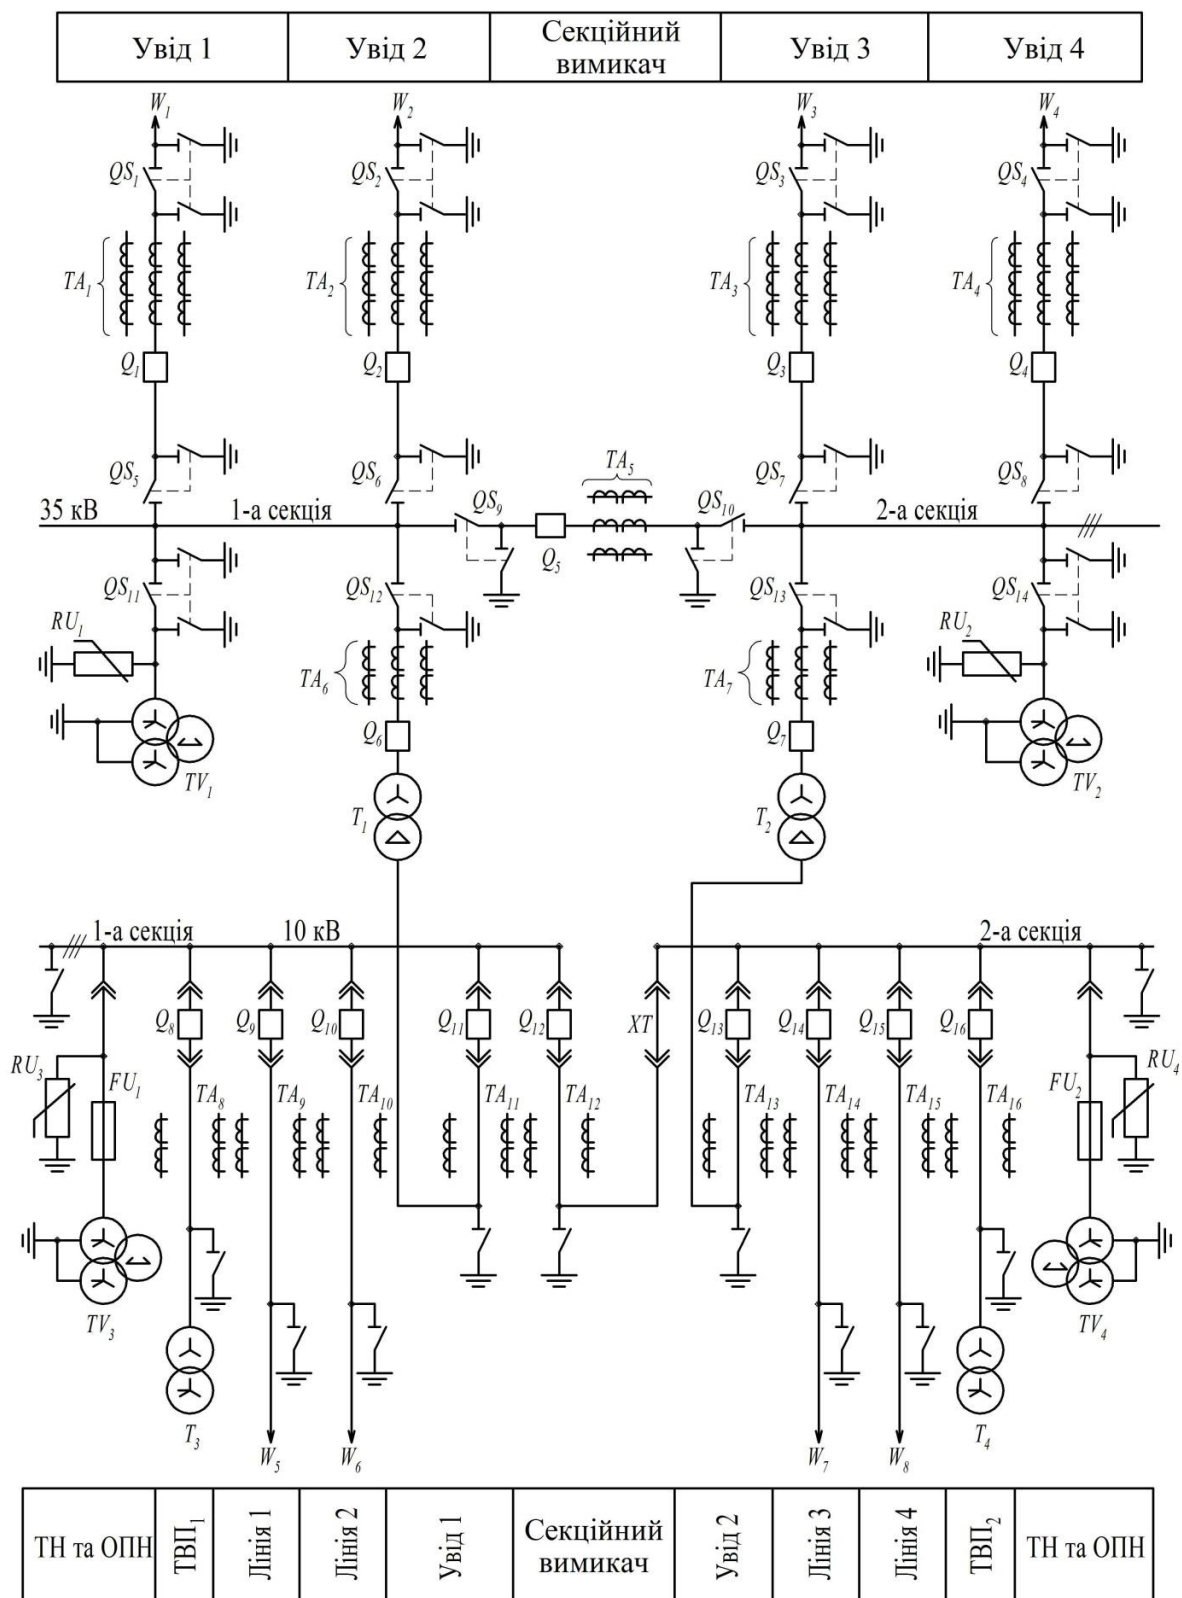 Увід 1
Увід 2
Секційний
вимикач
Увід 3
Увід 4
W1
W2
W3
W4
QS1
QS2
QS3
QS4
TA1
TA2
TA3
TA4
Q1
Q2
Q3
Q4
QS5
QS6
TA5
QS7
QS8
QS9
QS10
35 кВ
1-а секція
2-а секція
Q5
QS11
QS12
QS13
QS14
RU1
RU2
TA6
TA7
Q6
Q7
TV1
TV2
T1
T2
1-а секція
10 кВ
2-а секція
Q8
Q9
Q10
Q11
Q12
XT
Q13
Q14
Q15
Q16
RU3
FU1
TA8
TA9
TA10
TA11
TA12
TA13
TA14
TA15
TA16
FU2
RU4
TV3
TV4
T3
T4
W5
W6
W7
W8
ТН та ОПН
ТВП1
Лінія 1
Лінія 2
Увід 1
Секційний
вимикач
Увід 2
Лінія 3
Лінія 4
ТВП2
ТН та ОПН